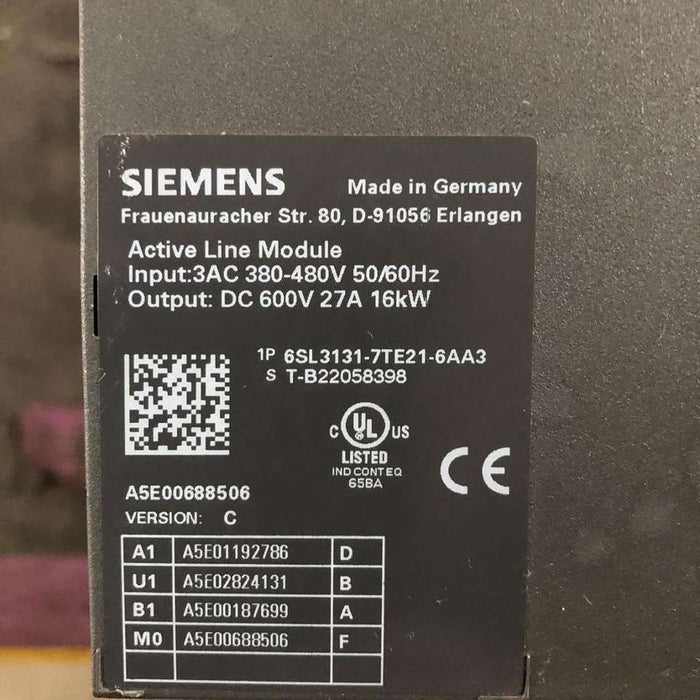 SIEMENS Made in Germany
Frauenauracher Str. 80, D-91056 Erlangen
Active Line Module
Input:3AC 380-480V 50/60Hz
Output: DC 600V 27A 16kW
1P 6SL3131-7TE21-6AA3
S T-B22058398
C UL US
LISTED
IND CONT EQ
65BA
CE
A5E00688506
VERSION: C
A1 A5E01192786 D
U1 A5E02824131 B
B1 A5E00187699 A
M0 A5E00688506 F